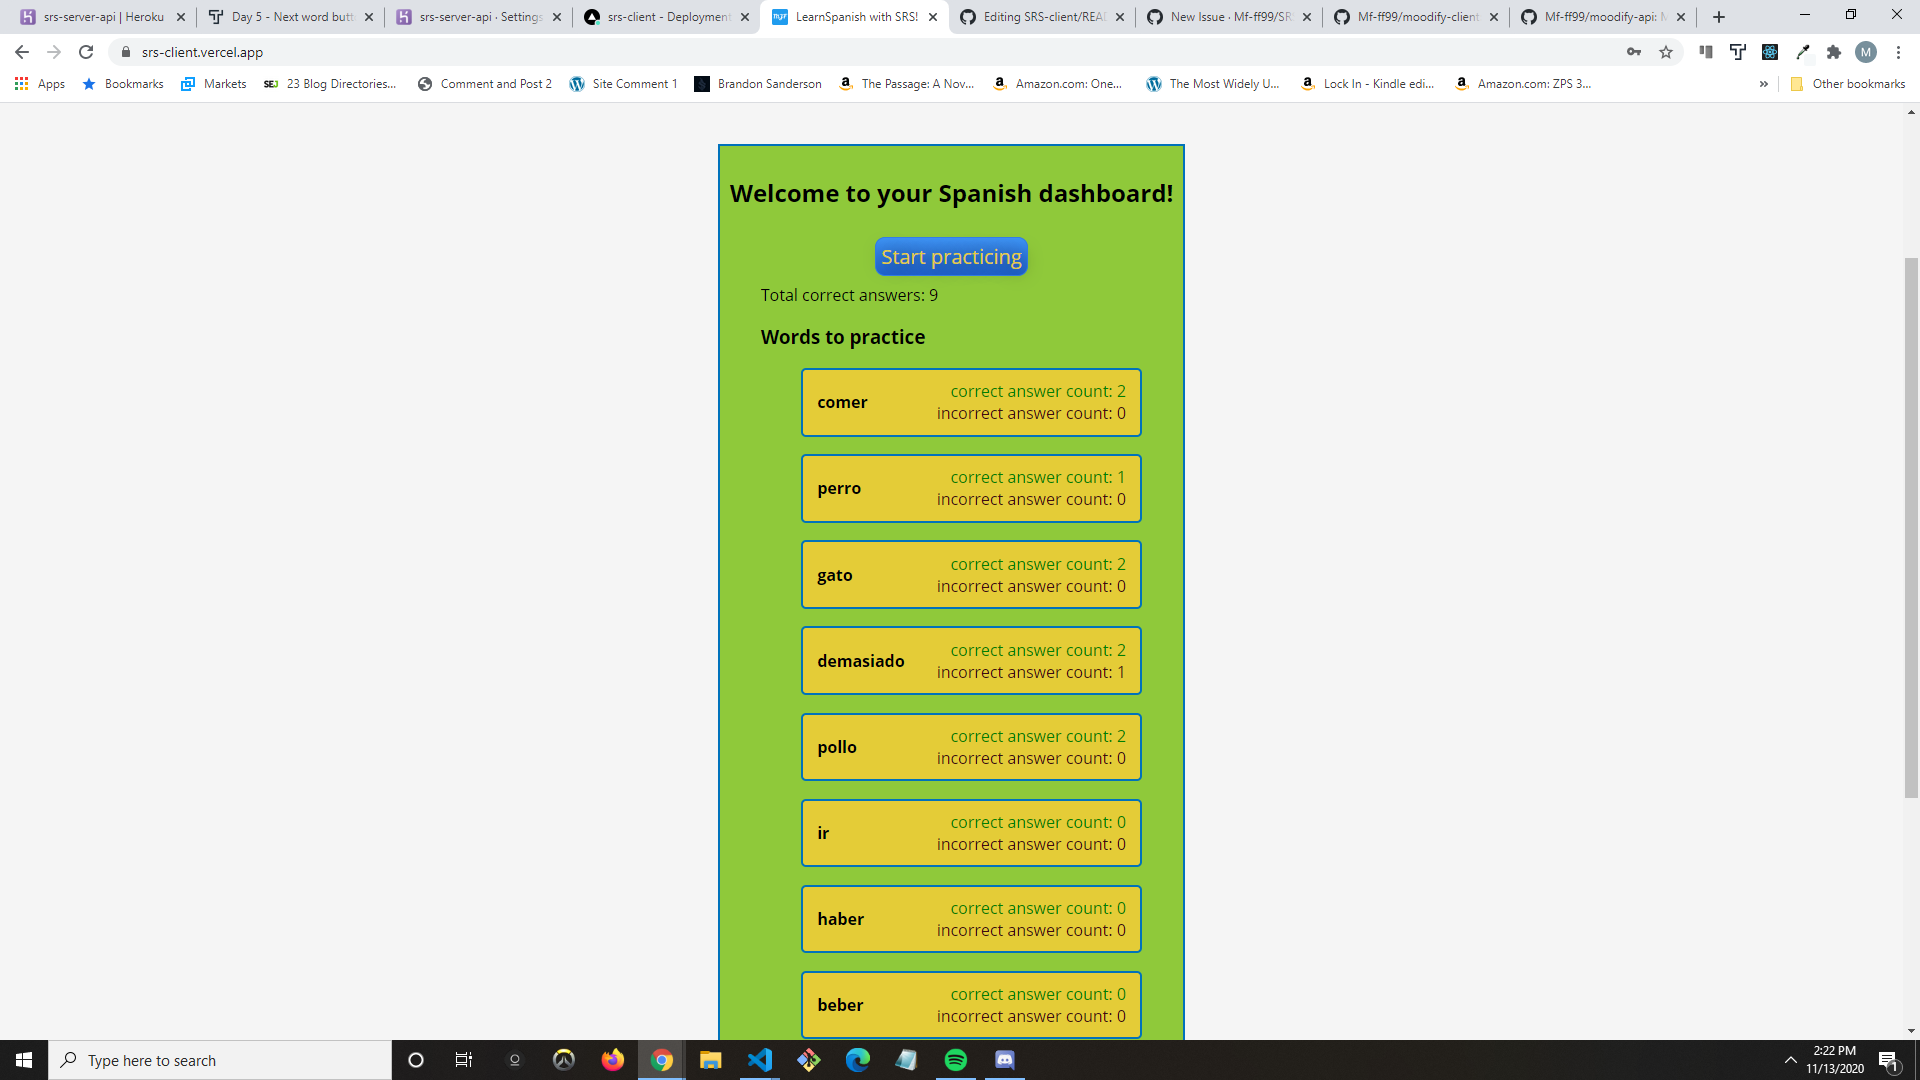 srs-server-api | Heroku
Day 5 - Next word butt
srs-server-api · Settings
srs-client - Deployment
LearnSpanish with SRS!
Editing SRS-client/REA
New Issue · Mf-ff99/SR
Mf-ff99/moodify-client
Mf-ff99/moodify-api: M
srs-client.vercel.app
M
Apps
Bookmarks
Markets
SEJ
23 Blog Directories...
Comment and Post 2
Site Comment 1
Brandon Sanderson
The Passage: A Nov...
Amazon.com: One...
The Most Widely U...
Lock In - Kindle edi...
Amazon.com: ZPS 3...
»
Other bookmarks
Welcome to your Spanish dashboard!
Start practicing
Total correct answers: 9
Words to practice
comer
correct answer count: 2
incorrect answer count: 0
perro
correct answer count: 1
incorrect answer count: 0
gato
correct answer count: 2
incorrect answer count: 0
demasiado
correct answer count: 2
incorrect answer count: 1
pollo
correct answer count: 2
incorrect answer count: 0
ir
correct answer count: 0
incorrect answer count: 0
haber
correct answer count: 0
incorrect answer count: 0
beber
correct answer count: 0
incorrect answer count: 0
Type here to search
2:22 PM
11/13/2020
1